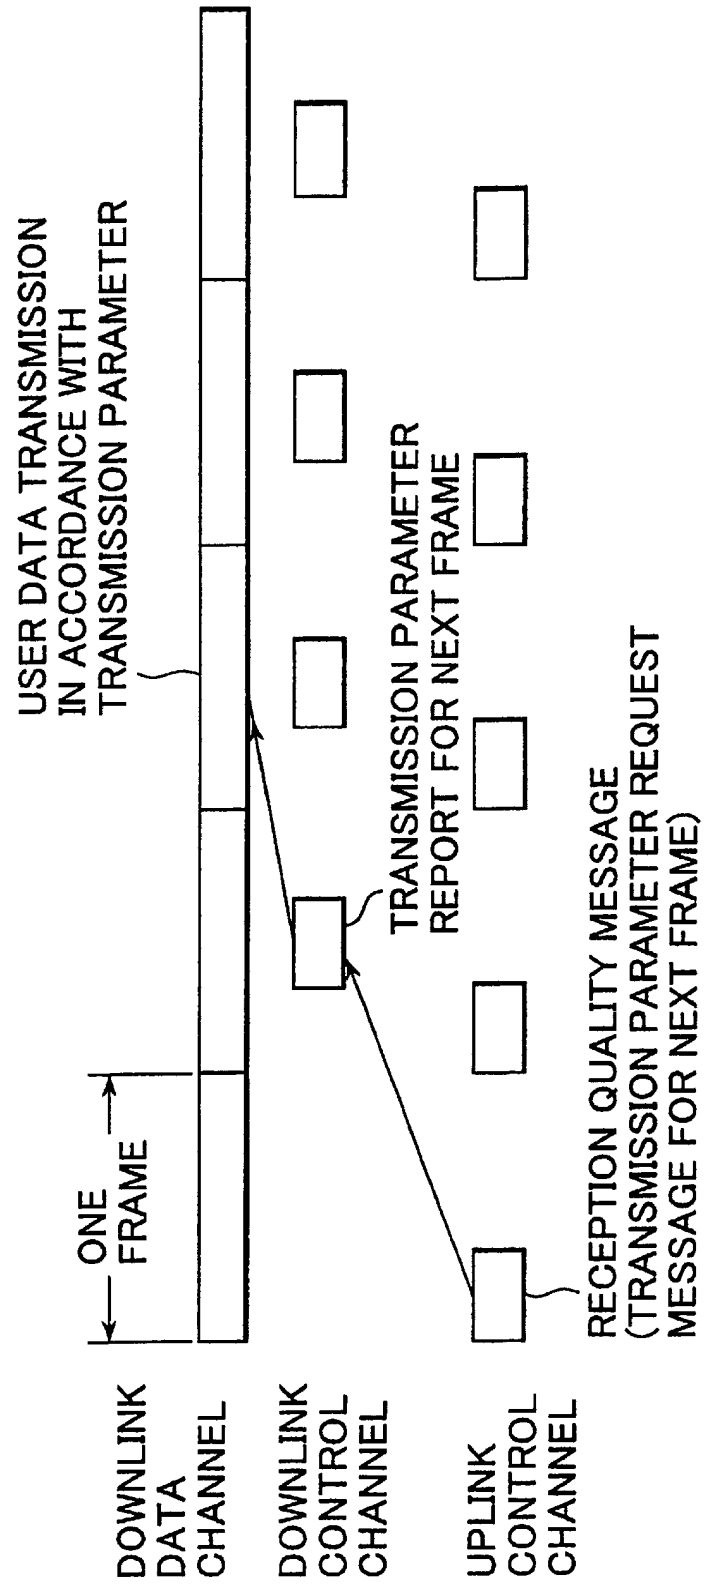 USER DATA TRANSMISSION
IN ACCORDANCE WITH
TRANSMISSION PARAMETER
ONE
FRAME
DOWNLINK
DATA
CHANNEL
DOWNLINK
CONTROL
CHANNEL
TRANSMISSION PARAMETER
REPORT FOR NEXT FRAME
UPLINK
CONTROL
CHANNEL
RECEPTION QUALITY MESSAGE
(TRANSMISSION PARAMETER REQUEST
MESSAGE FOR NEXT FRAME)